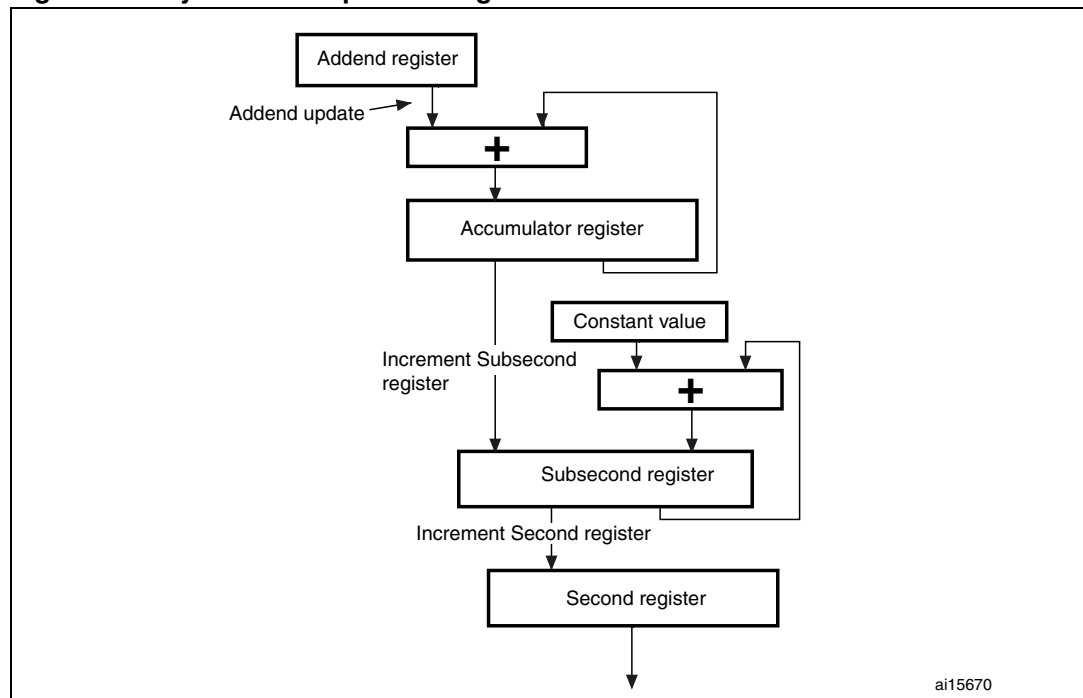 Addend register
Addend update
+
Accumulator register
Constant value
Increment Subsecond
register
+
Subsecond register
Increment Second register
Second register
ai15670